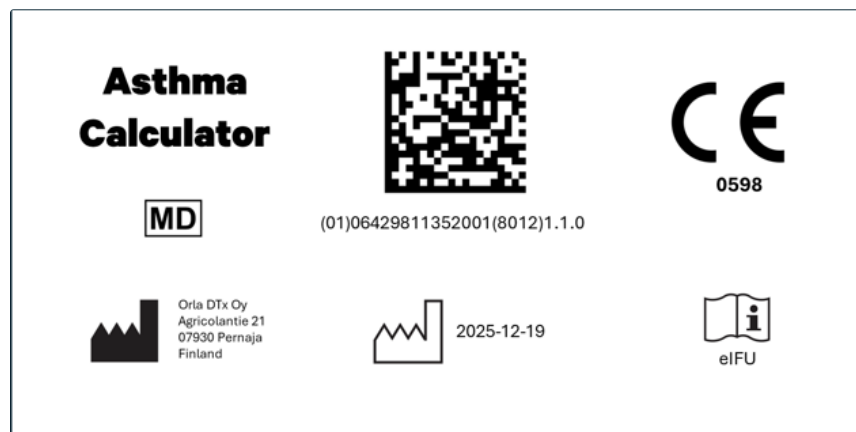 Asthma
Calculator
MD
(01)06429811352001(8012)1.1.0
CE
0598
Orla DTx Oy
Agricolantie 21
07930 Pernaja
Finland
2025-12-19
i
eIFU